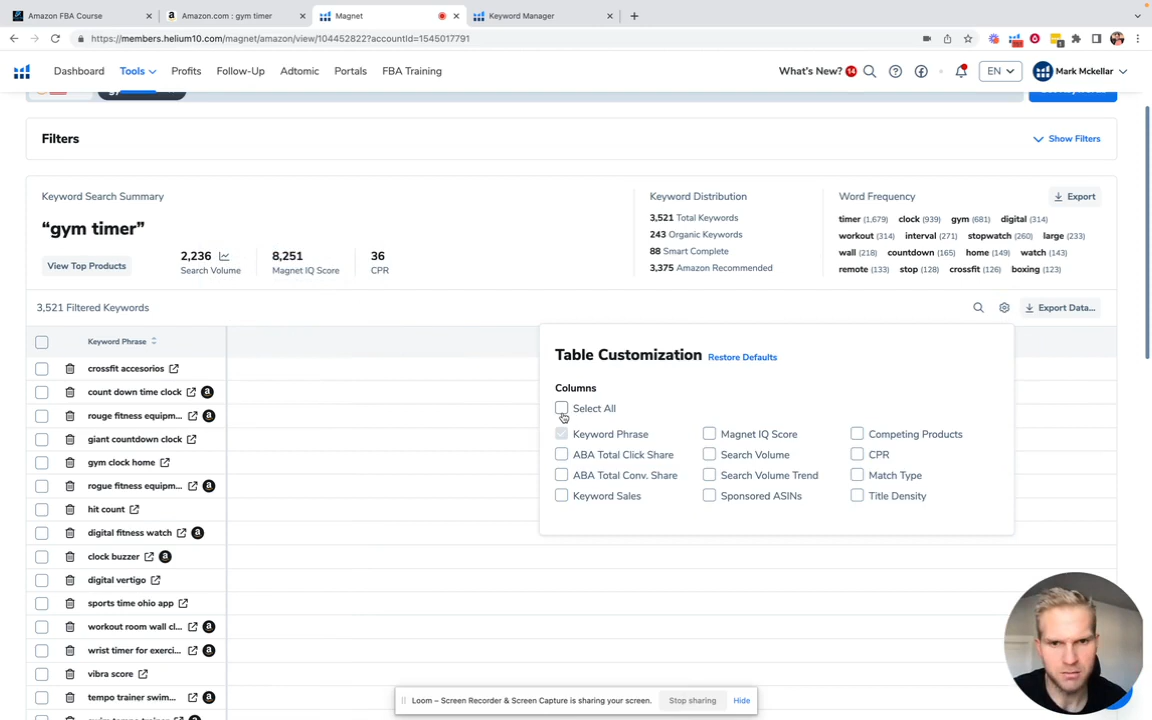 Amazon FBA Course
Amazon.com : gym timer
Magnet
Keyword Manager
https://members.helium10.com/magnet/amazon/view/104452822?accountId=1545017791
Dashboard Tools Profits Follow-Up Adtomic Portals FBA Training
What's New? 14 EN Mark Mckellar
Filters
Show Filters
Keyword Search Summary
"gym timer"
View Top Products
2,236
Search Volume
8,251
Magnet IQ Score
36
CPR
Keyword Distribution
3,521 Total Keywords
243 Organic Keywords
88 Smart Complete
3,375 Amazon Recommended
Word Frequency
Export
timer (1,679) clock (939) gym (681) digital (314)
workout (314) interval (271) stopwatch (260) large (233)
wall (218) countdown (165) home (149) watch (143)
remote (133) stop (128) crossfit (126) boxing (123)
3,521 Filtered Keywords
Export Data...
Keyword Phrase
crossfit accesorios
count down time clock
rouge fitness equipm...
giant countdown clock
gym clock home
rogue fitness equipm...
hit count
digital fitness watch
clock buzzer
digital vertigo
sports time ohio app
workout room wall cl...
wrist timer for exerci...
vibra score
tempo trainer swim...
Table Customization Restore Defaults
Columns
Select All
Keyword Phrase Magnet IQ Score Competing Products
ABA Total Click Share Search Volume CPR
ABA Total Conv. Share Search Volume Trend Match Type
Keyword Sales Sponsored ASINs Title Density
Loom – Screen Recorder & Screen Capture is sharing your screen. Stop sharing Hide